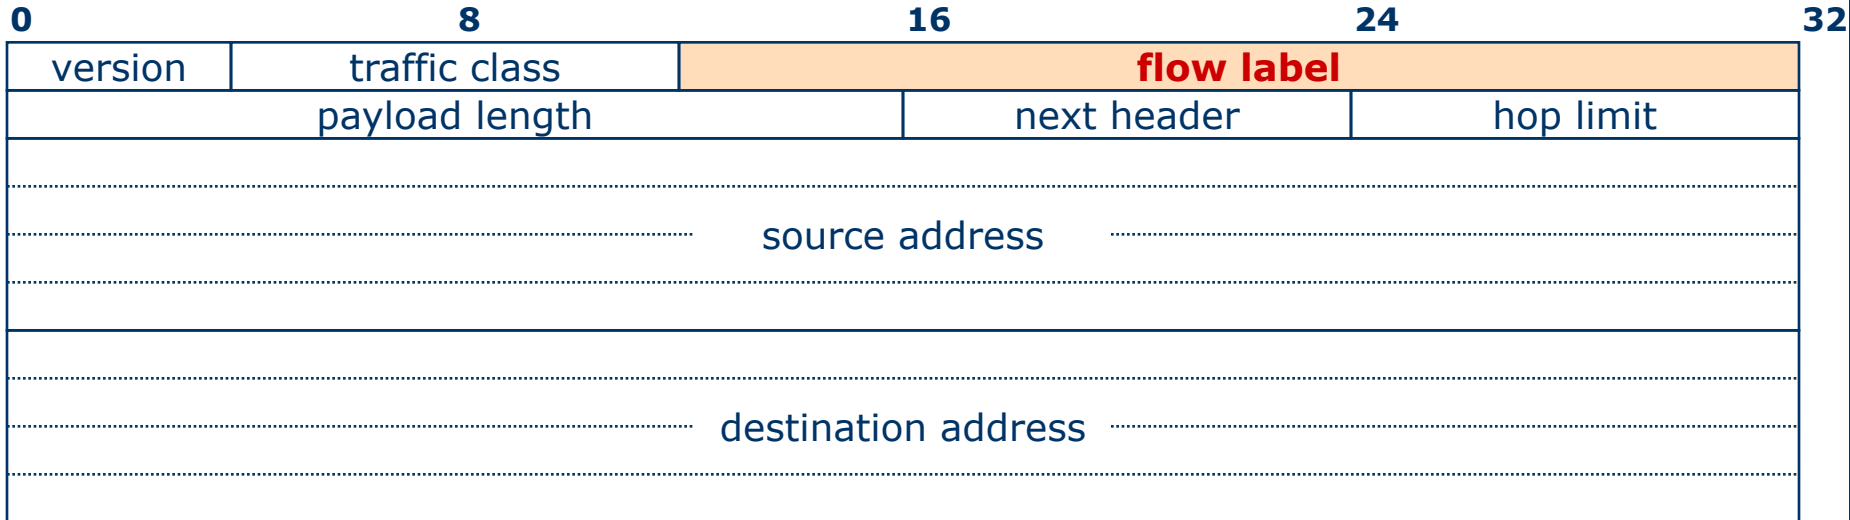 0 8 16 24 32
version traffic class flow label
payload length next header hop limit
source address
destination address